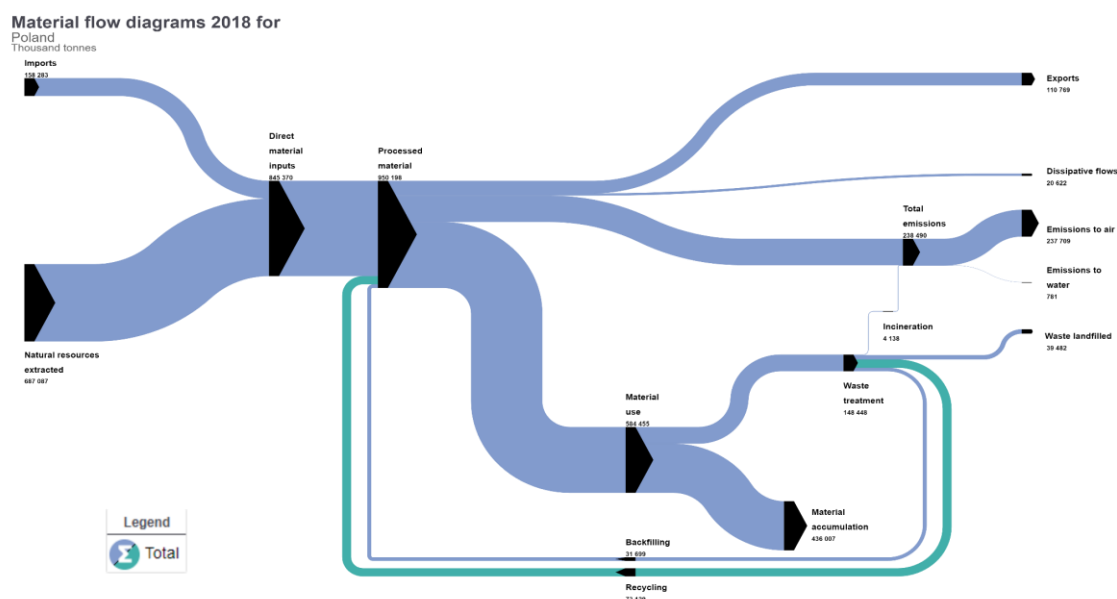 Material flow diagrams 2018 for
Poland
Thousand tonnes
Imports
158 283
Exports
110 769
Direct
material
inputs
845 370
Processed
material
950 198
Dissipative flows
20 622
Total
emissions
238 490
Emissions to air
237 709
Emissions to
water
781
Incineration
4 138
Waste landfilled
39 482
Natural resources
extracted
687 087
Waste
treatment
148 448
Material
use
584 455
Material
accumulation
436 007
Legend
Total
Backfilling
31 699
Recycling